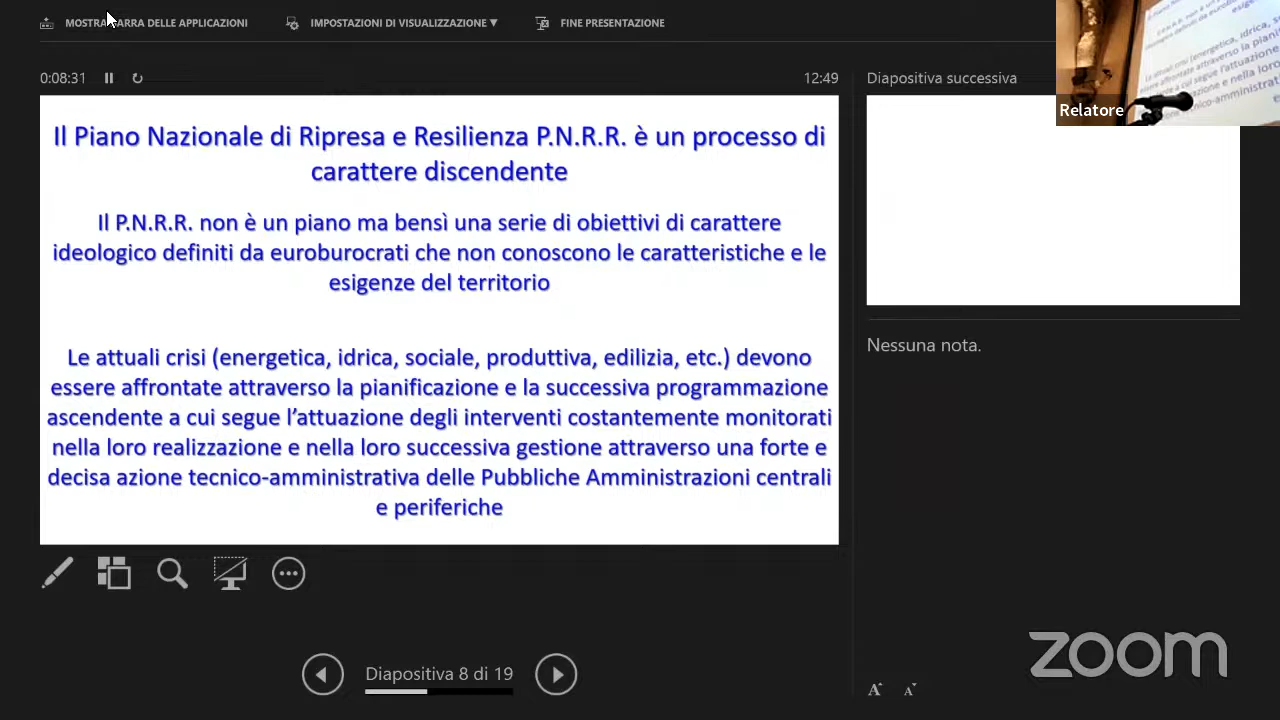 MOSTRA BARRA DELLE APPLICAZIONI
IMPOSTAZIONI DI VISUALIZZAZIONE ▼
FINE PRESENTAZIONE
0:08:31
12:49
Diapositiva successiva
Relatore
Il Piano Nazionale di Ripresa e Resilienza P.N.R.R. è un processo di
carattere discendente
Il P.N.R.R. non è un piano ma bensì una serie di obiettivi di carattere
ideologico definiti da euroburocrati che non conoscono le caratteristiche e le
esigenze del territorio
Le attuali crisi (energetica, idrica, sociale, produttiva, edilizia, etc.) devono
essere affrontate attraverso la pianificazione e la successiva programmazione
ascendente a cui segue l’attuazione degli interventi costantemente monitorati
nella loro realizzazione e nella loro successiva gestione attraverso una forte e
decisa azione tecnico-amministrativa delle Pubbliche Amministrazioni centrali
e periferiche
Nessuna nota.
Diapositiva 8 di 19
A A
zoom